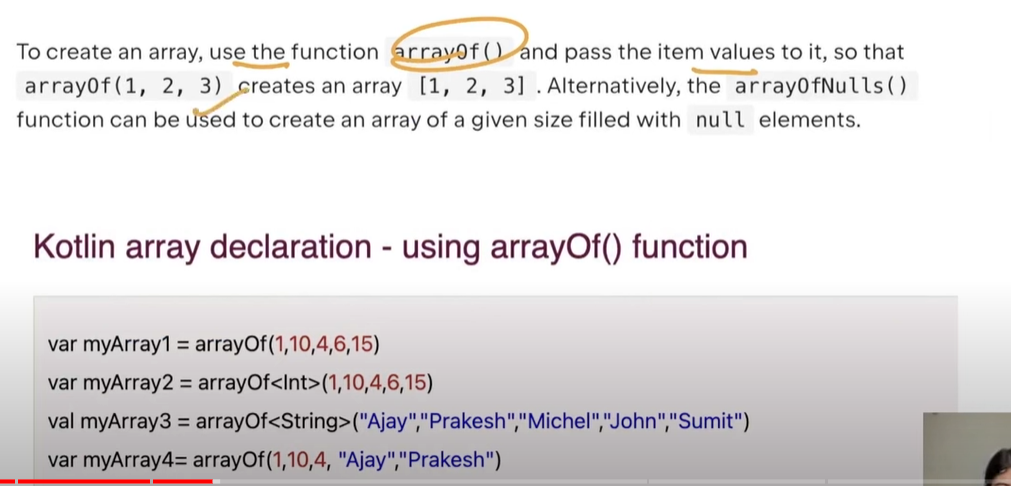 To create an array, use the function arrayOf() and pass the item values to it, so that
arrayOf(1, 2, 3) creates an array [1, 2, 3] . Alternatively, the arrayOfNulls()
function can be used to create an array of a given size filled with null elements.
Kotlin array declaration - using arrayOf() function
var myArray1 = arrayOf(1,10,4,6,15)
var myArray2 = arrayOf<Int>(1,10,4,6,15)
val myArray3 = arrayOf<String>("Ajay","Prakesh","Michel","John","Sumit")
var myArray4= arrayOf(1,10,4, "Ajay","Prakesh")